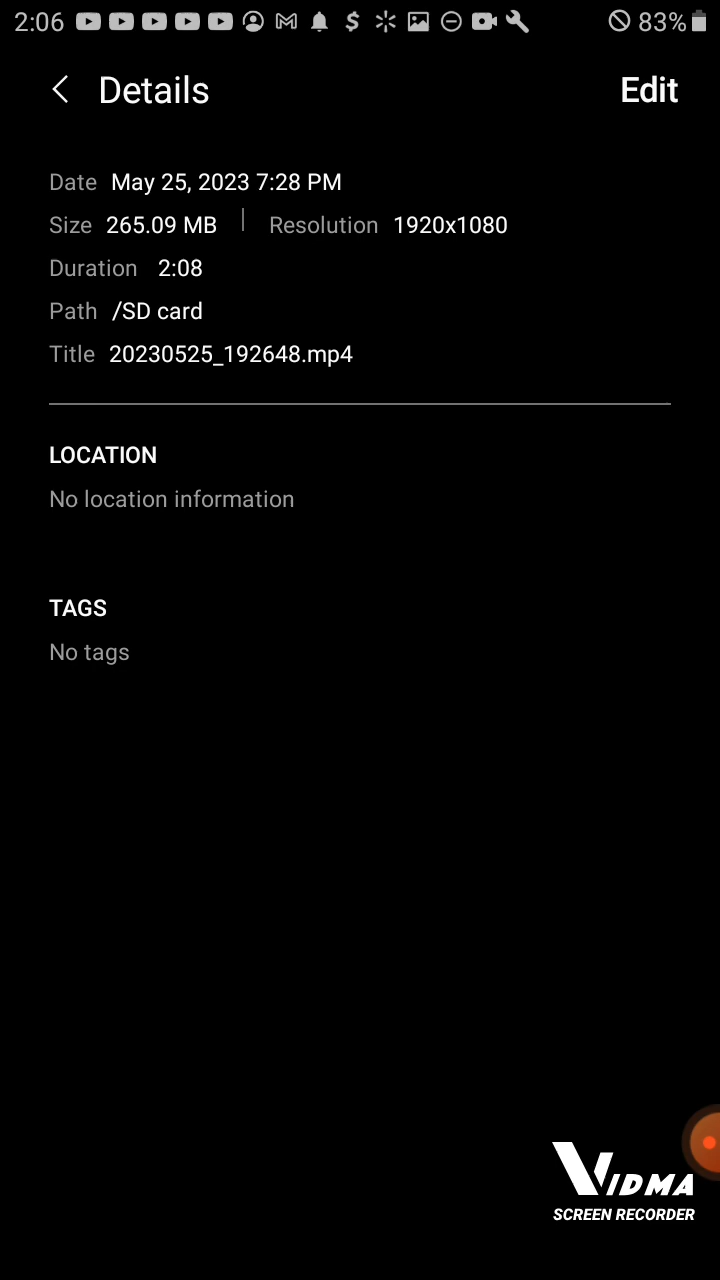 2:06 83%
Details Edit
Date May 25, 2023 7:28 PM
Size 265.09 MB Resolution 1920x1080
Duration 2:08
Path /SD card
Title 20230525_192648.mp4
LOCATION
No location information
TAGS
No tags
VIDMA
SCREEN RECORDER